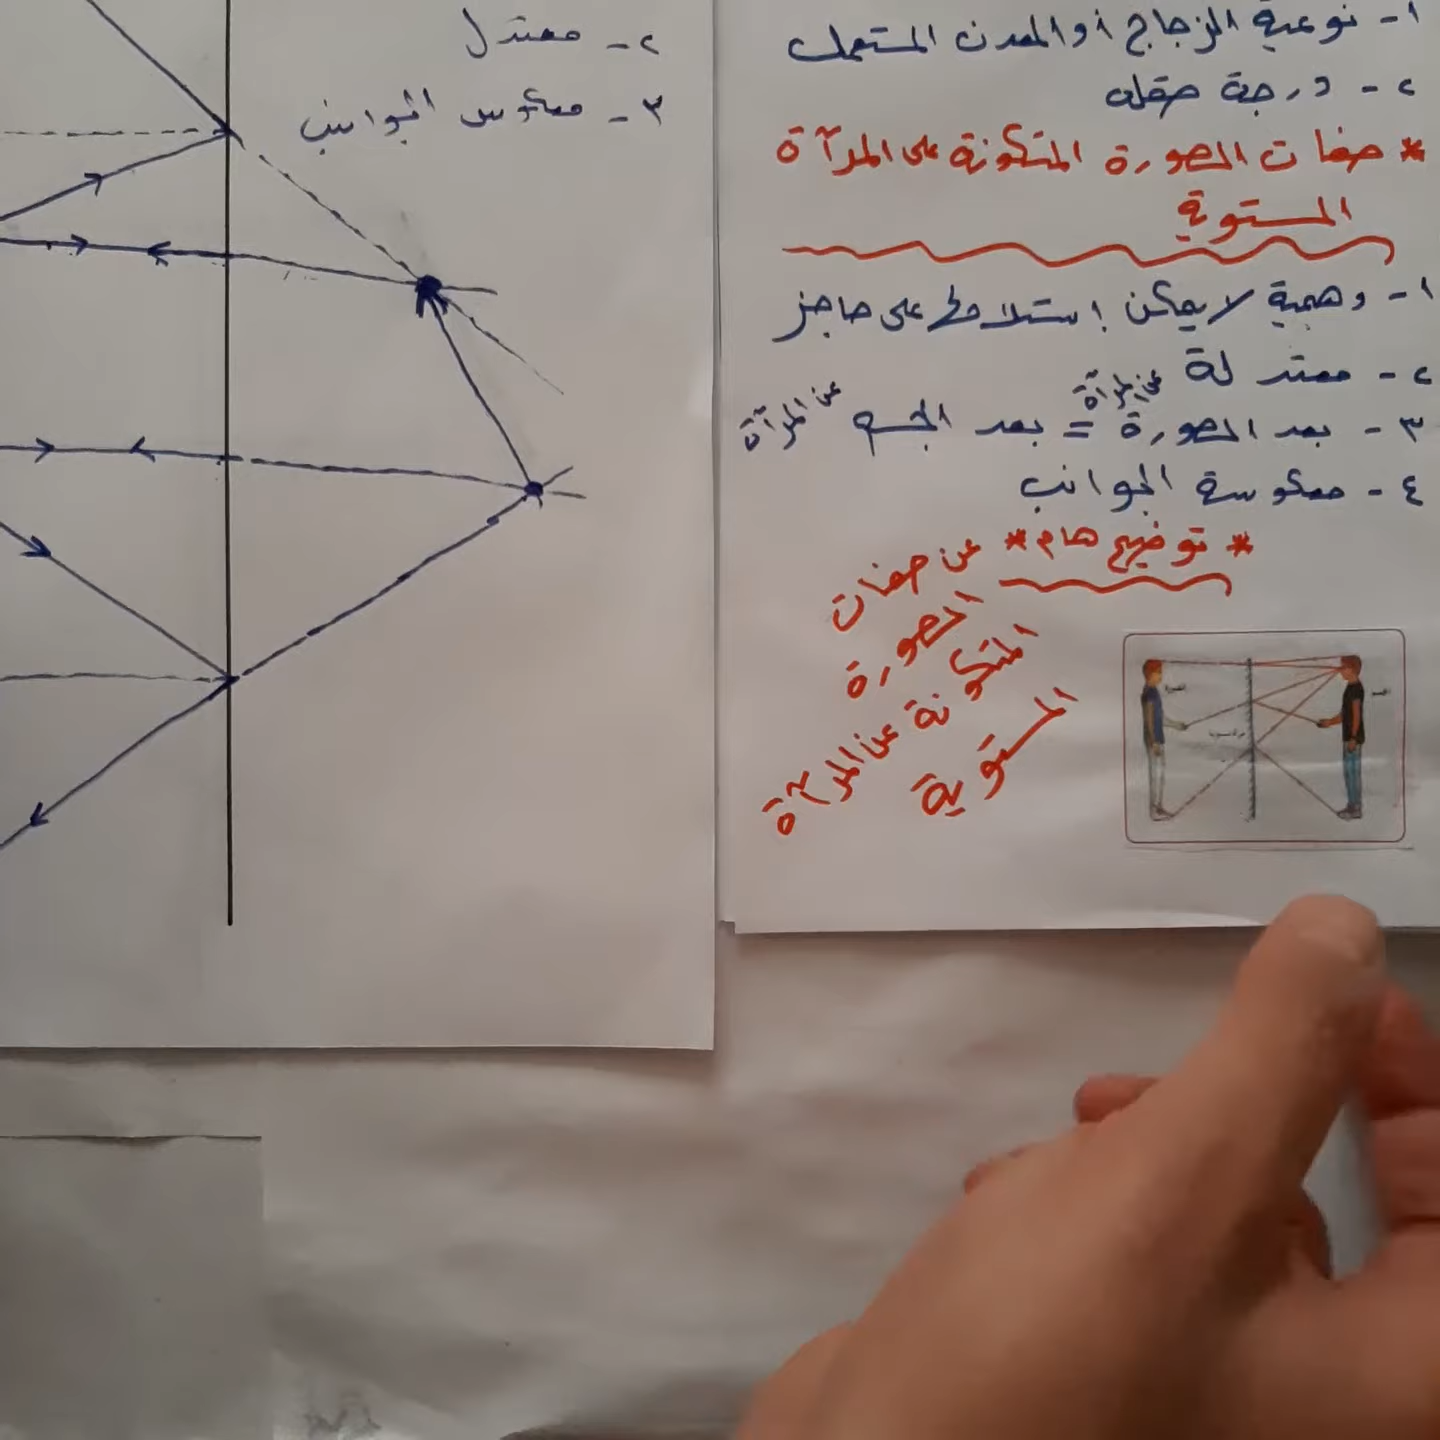 ١- نوعية الزجاج أو المعدن المستعمل
٢- درجة صقله
* صفات الصورة المتكونة على المرآة
المستوية
١- وهمية لا يمكن إستلامها على حاجز
٢- معتدلة
٣- بعد الصورة عن المرآة = بعد الجسم عن المرآة
٤- معكوسة الجوانب
* توضيح هام * عن صفات
الصورة
المتكونة عن المرآة
المستوية
٢- معتدل
٣- معكوس الجوانب